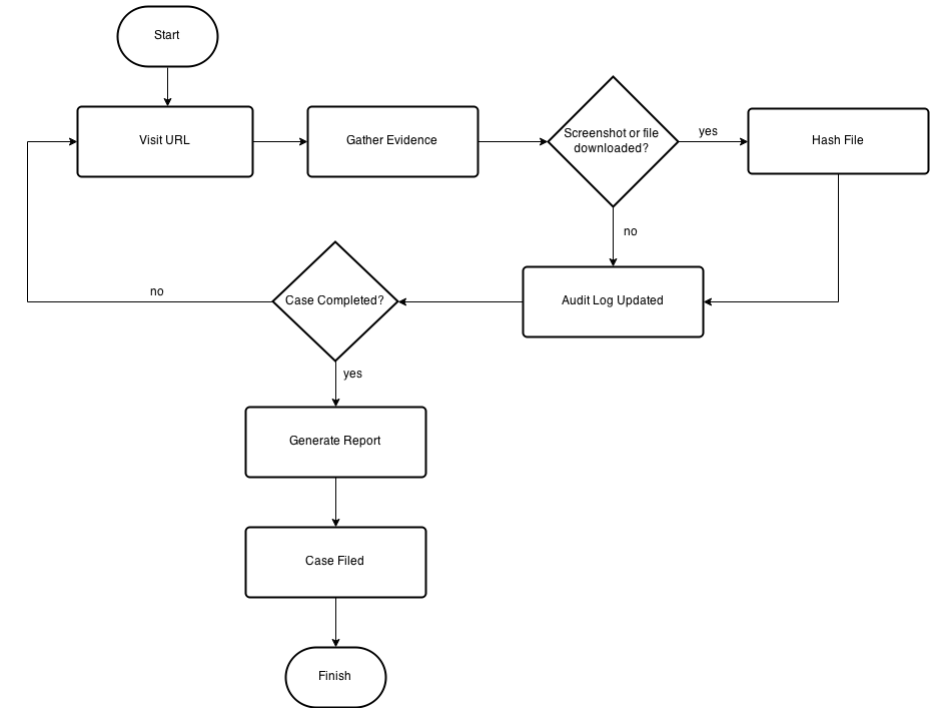 Start
Visit URL
Gather Evidence
Screenshot or file
downloaded?
yes
Hash File
no
Audit Log Updated
Case Completed?
no
yes
Generate Report
Case Filed
Finish